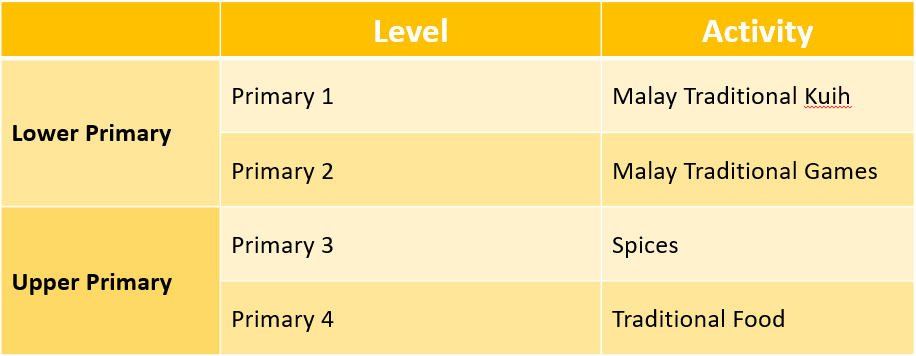 Level Activity
Lower Primary
Primary 1 Malay Traditional Kuih
Primary 2 Malay Traditional Games
Upper Primary
Primary 3 Spices
Primary 4 Traditional Food